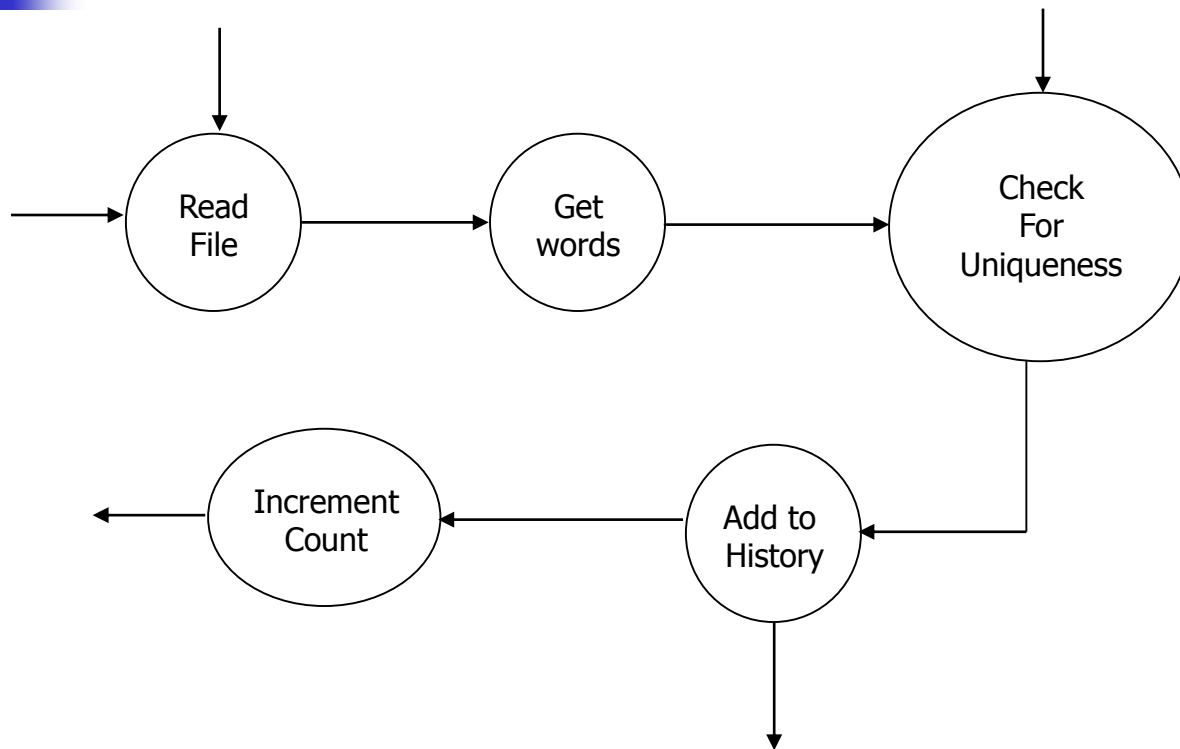 Read
File
Get
words
Check
For
Uniqueness
Increment
Count
Add to
History